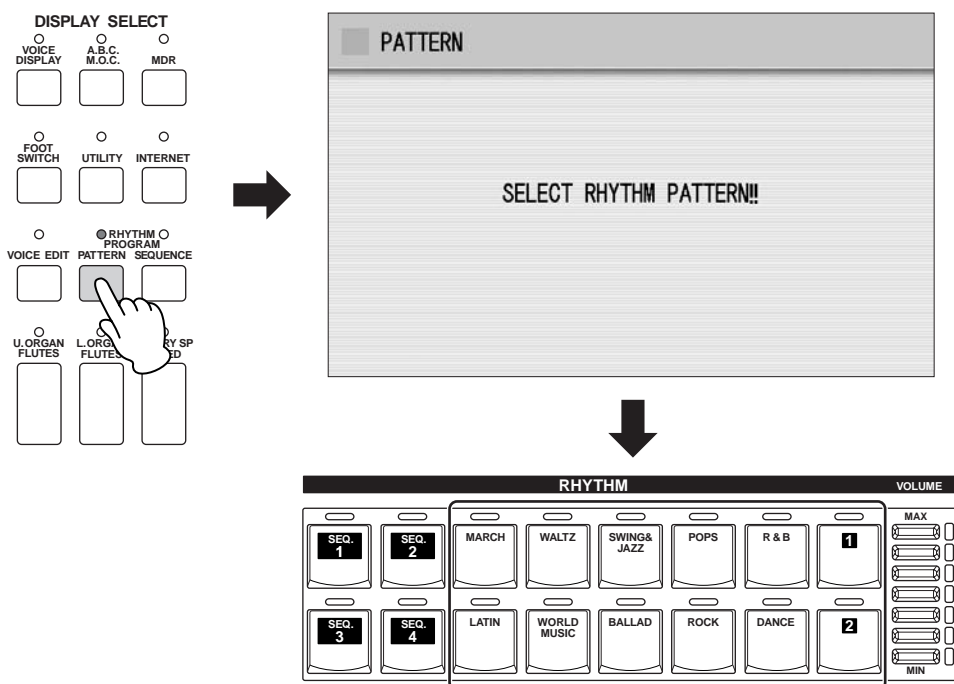 DISPLAY SELECT
VOICE DISPLAY
A.B.C. M.O.C.
MDR
FOOT SWITCH
UTILITY
INTERNET
RHYTHM PROGRAM
VOICE EDIT
PATTERN
SEQUENCE
U.ORGAN FLUTES
PATTERN
SELECT RHYTHM PATTERN!!
RHYTHM
VOLUME
SEQ. 1
SEQ. 2
MARCH
WALTZ
SWING& JAZZ
POPS
R & B
1
MAX
SEQ. 3
SEQ. 4
LATIN
WORLD MUSIC
BALLAD
ROCK
DANCE
2
MIN